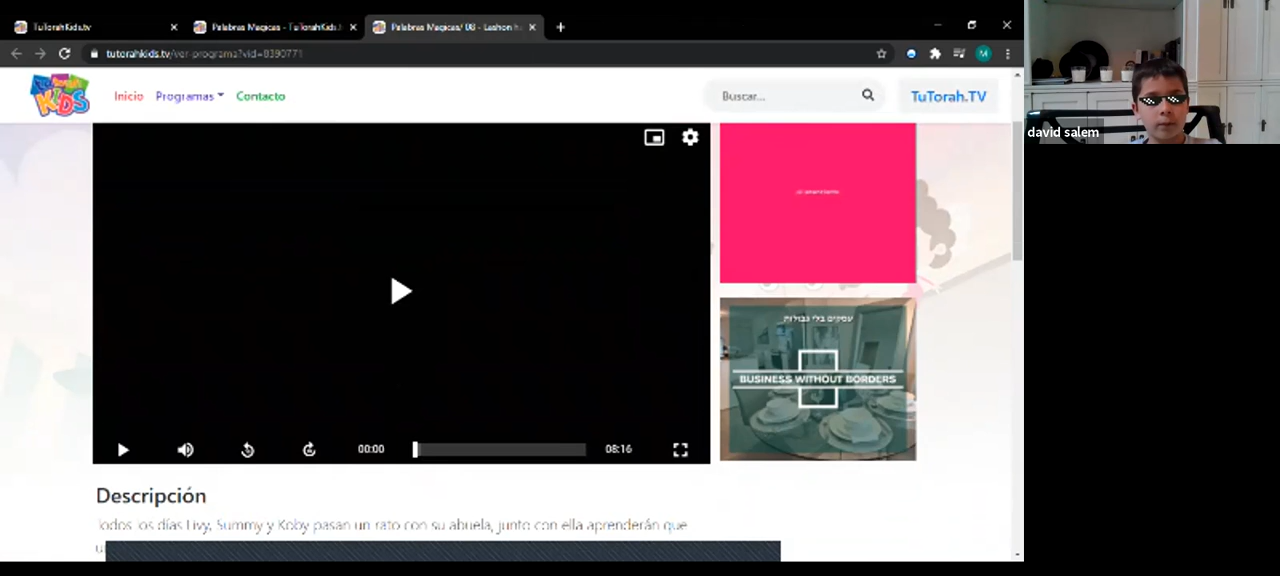 TuTorahKids.tv
Palabras Magicas - TuTorahKids.t
Palabras Magicas/ 08 - Lashon h
tutorahkids.tv/ver-programa?vid=8390771
M
KIDS
Inicio
Programas
Contacto
Buscar...
TuTorah.TV
david salem
עסקים בלי גבולות
BUSINESS WITHOUT BORDERS
00:00
08:16
Descripción
Todos los días Livy, Summy y Koby pasan un rato con su abuela, junto con ella aprenderán que